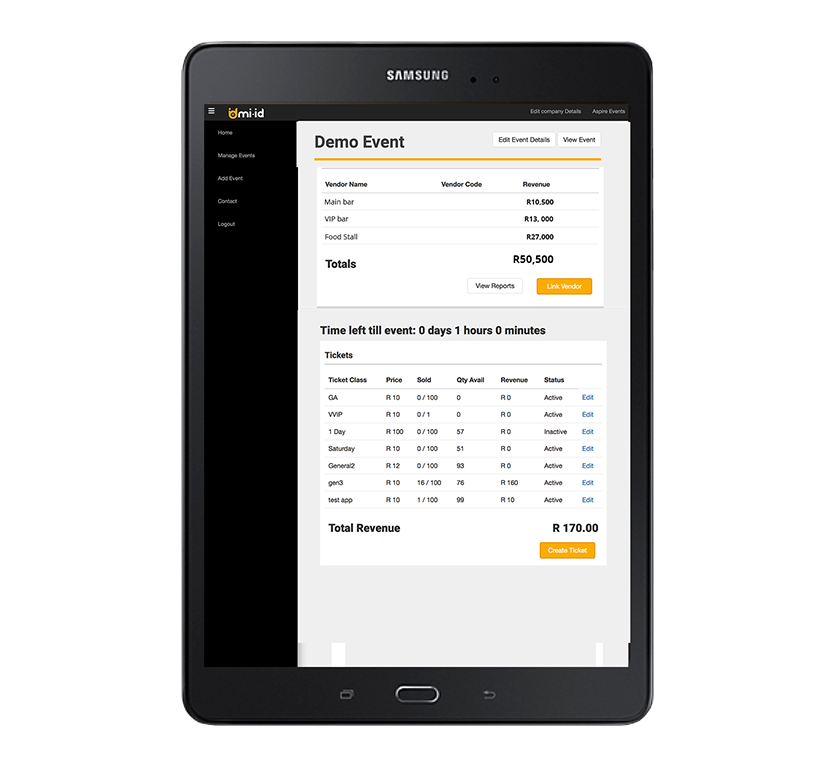 SAMSUNG
idmi-id
Edit company Details Aspire Events
Home
Manage Events
Add Event
Contact
Logout
Demo Event
Edit Event Details View Event
Vendor Name Vendor Code Revenue
Main bar R10,500
VIP bar R13, 000
Food Stall R27,000
Totals R50,500
View Reports Link Vendor
Time left till event: 0 days 1 hours 0 minutes
Tickets
Ticket Class Price Sold Qty Avail Revenue Status
GA R 10 0 / 100 0 R 0 Active Edit
VVIP R 10 0 / 1 0 R 0 Active Edit
1 Day R 100 0 / 100 57 R 0 Inactive Edit
Saturday R 10 0 / 100 51 R 0 Active Edit
General2 R 12 0 / 100 93 R 0 Active Edit
gen3 R 10 16 / 100 76 R 160 Active Edit
test app R 10 1 / 100 99 R 10 Active Edit
Total Revenue R 170.00
Create Ticket